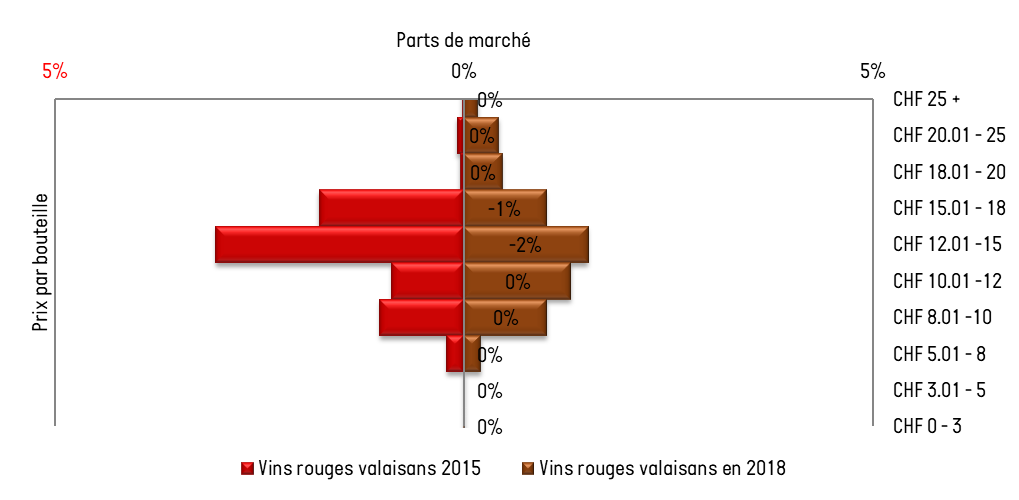 Parts de marché
5% 0% 5%
0% CHF 25 +
0% CHF 20.01 - 25
0% CHF 18.01 - 20
-1% CHF 15.01 - 18
-2% CHF 12.01 -15
0% CHF 10.01 -12
0% CHF 8.01 -10
0% CHF 5.01 - 8
0% CHF 3.01 - 5
0% CHF 0 - 3
Prix par bouteille
Vins rouges valaisans 2015 Vins rouges valaisans en 2018